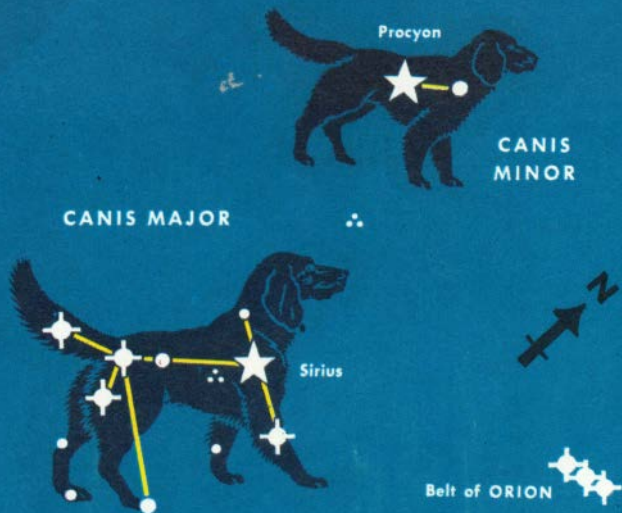 Procyon
CANIS
MINOR
CANIS MAJOR
N
Sirius
Belt of ORION